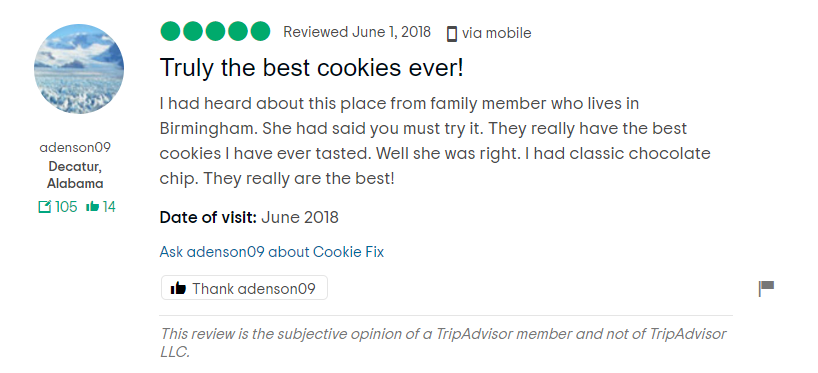 Reviewed June 1, 2018 via mobile
Truly the best cookies ever!
I had heard about this place from family member who lives in
Birmingham. She had said you must try it. They really have the best
cookies I have ever tasted. Well she was right. I had classic chocolate
chip. They really are the best!
adenson09
Decatur,
Alabama
105 14
Date of visit: June 2018
Ask adenson09 about Cookie Fix
Thank adenson09
This review is the subjective opinion of a TripAdvisor member and not of TripAdvisor
LLC.